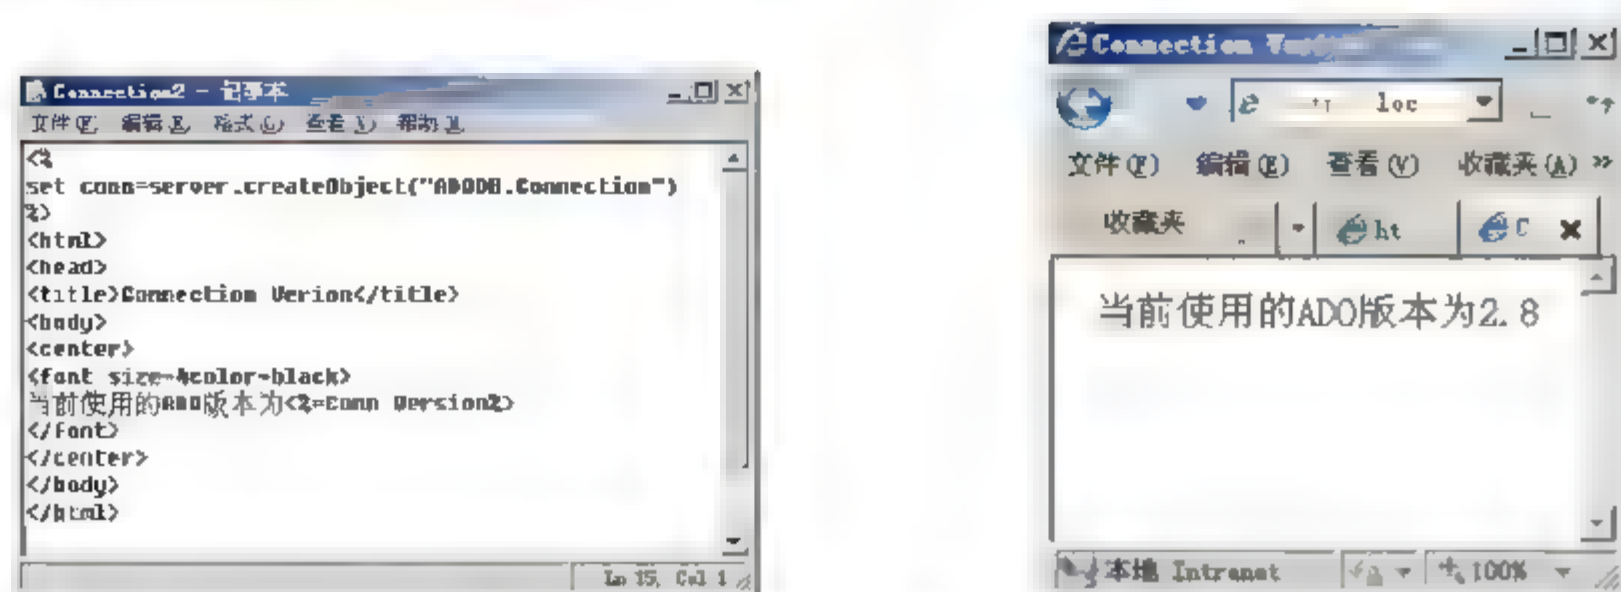 Connection2 - 记事本
文件(F) 编辑(E) 格式(O) 查看(V) 帮助(H)
<%
set conn=server.createObject("ADODB.Connection")
%>
<html>
<head>
<title>Connection Verion</title>
<body>
<center>
<font size=4color=black>
当前使用的ADO版本为<%=Conn Version%>
</font>
</center>
</body>
</html>
Ln 15, Col 1
Connection
loc
文件(F) 编辑(E) 查看(V) 收藏夹(A) »
收藏夹 ht C
当前使用的ADO版本为2.8
本地 Intranet 100%